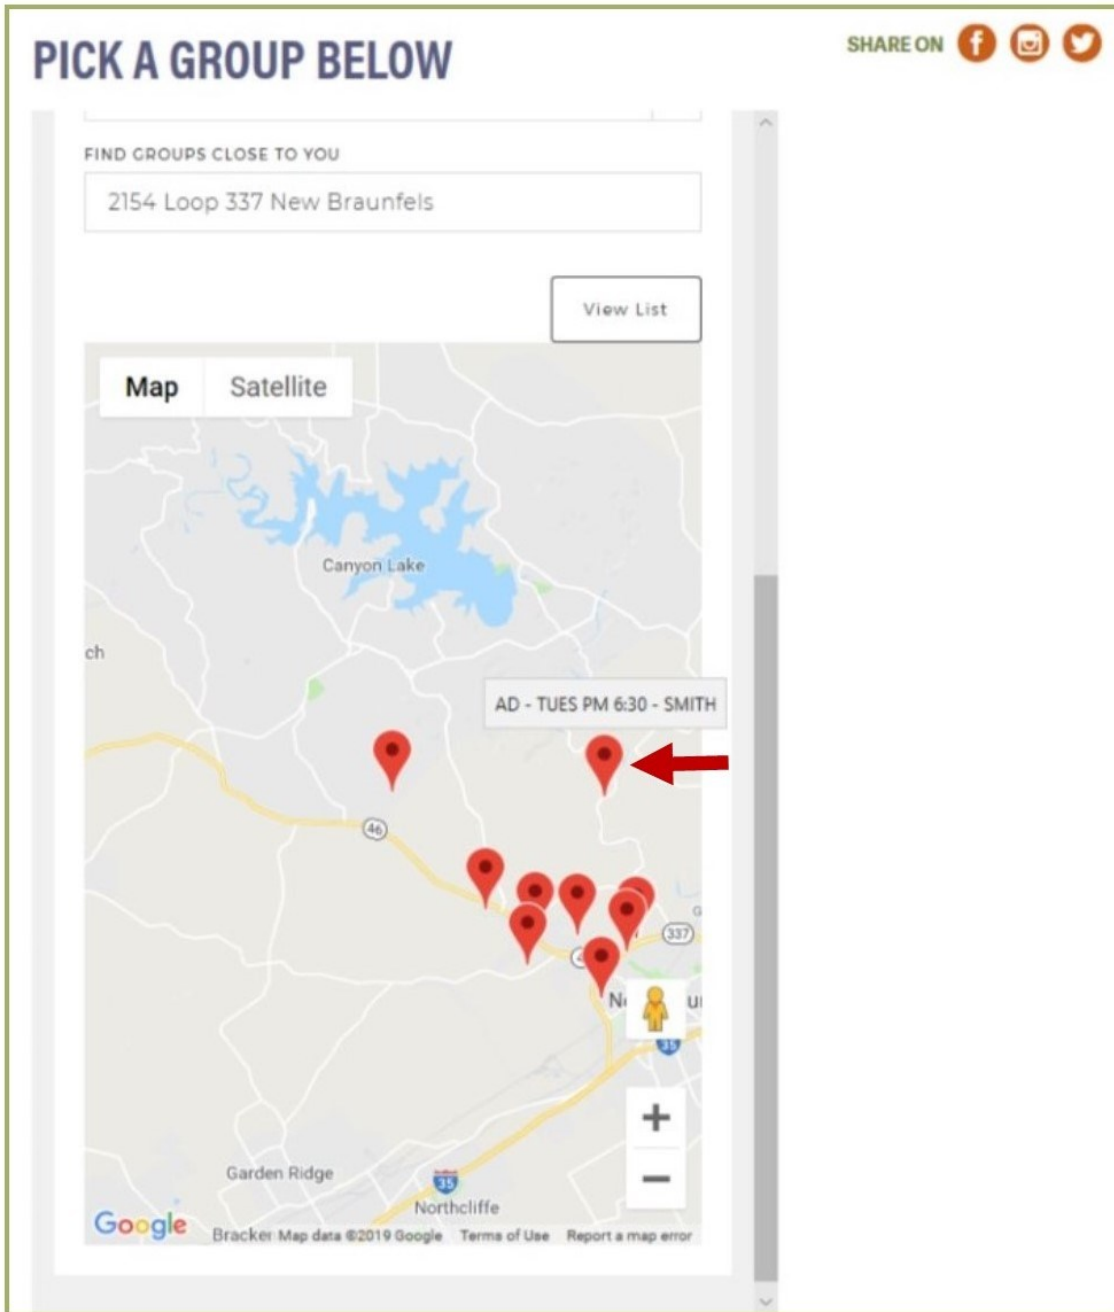 PICK A GROUP BELOW
SHARE ON
FIND GROUPS CLOSE TO YOU
2154 Loop 337 New Braunfels
View List
Map Satellite
Canyon Lake
ch
AD - TUES PM 6:30 - SMITH
46
337
35
Garden Ridge
35
Northcliffe
Google
Bracken Map data ©2019 Google Terms of Use Report a map error